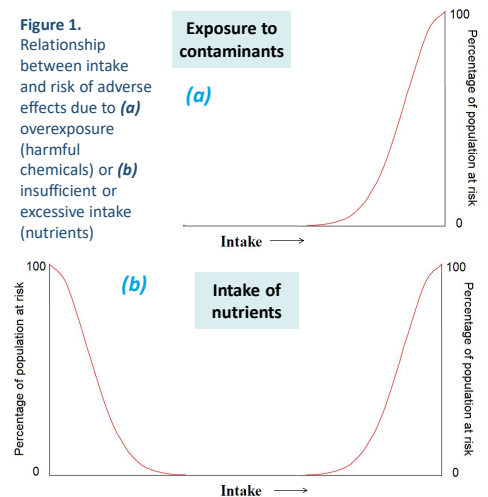 Figure 1.
Relationship
between intake
and risk of adverse
effects due to (a)
overexposure
(harmful
chemicals) or (b)
insufficient or
excessive intake
(nutrients)
Exposure to
contaminants
(a)
100
Percentage of population at risk
0
Intake
(b)
Intake of
nutrients
100
Percentage of population at risk
0
100
Percentage of population at risk
0
Intake